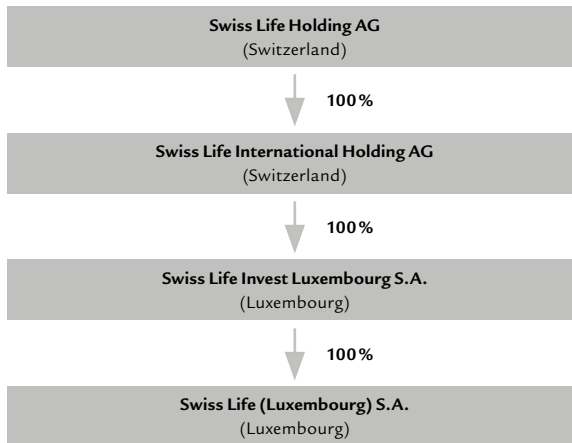 Swiss Life Holding AG
(Switzerland)
100%
Swiss Life International Holding AG
(Switzerland)
100%
Swiss Life Invest Luxembourg S.A.
(Luxembourg)
100%
Swiss Life (Luxembourg) S.A.
(Luxembourg)